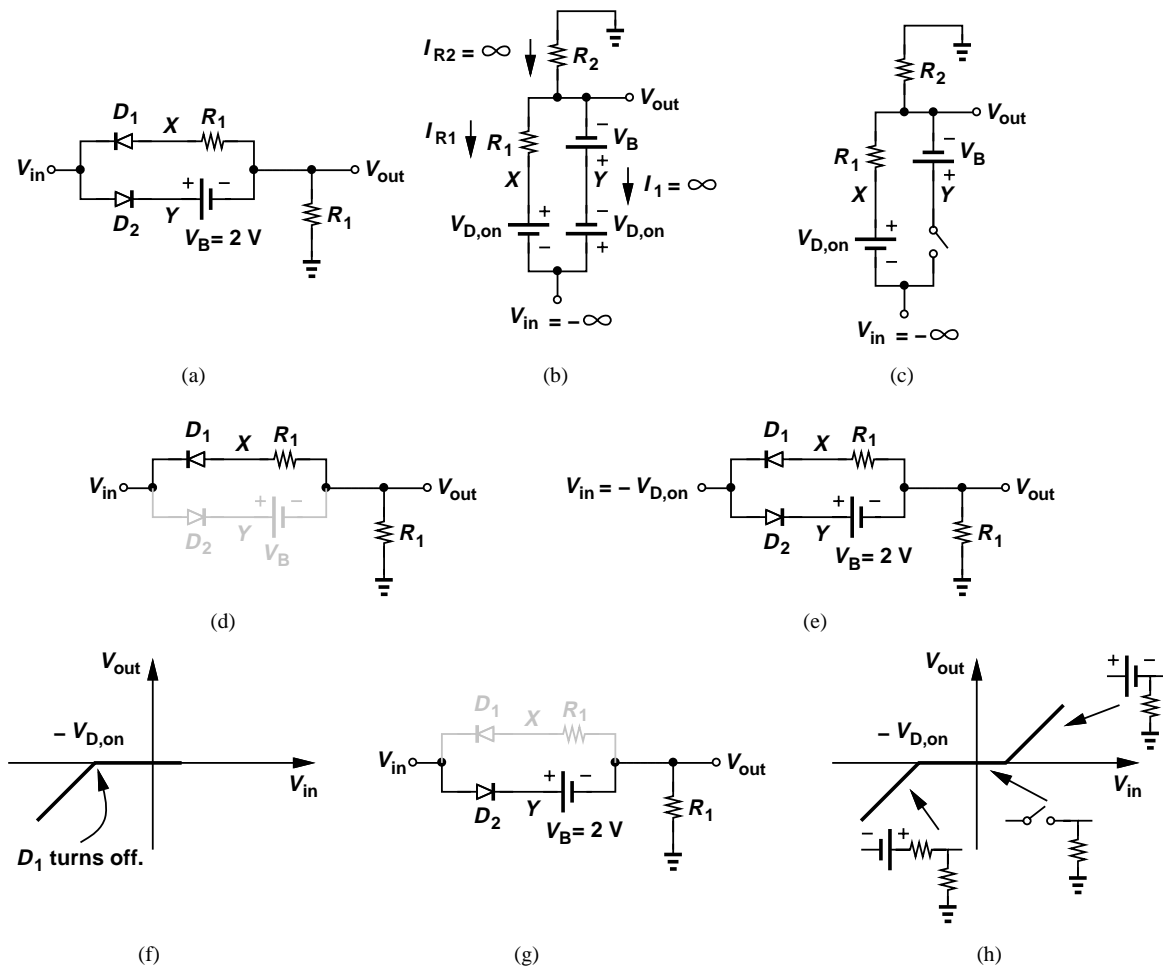 D1 X R1
Vin
Vout
D2 Y + −
VB = 2 V
R1
(a)
IR2 = ∞
R2
Vout
IR1
R1
−
VB
+
X
Y
I1 = ∞
VD,on
+
−
−
+
VD,on
Vin = − ∞
(b)
R2
Vout
R1
−
VB
+
X
Y
VD,on
+
−
Vin = − ∞
(c)
D1 X R1
Vin
Vout
D2 Y + −
VB
R1
(d)
D1 X R1
Vin = − VD,on
Vout
D2 Y + −
VB = 2 V
R1
(e)
Vout
− VD,on
Vin
D1 turns off.
(f)
D1 X R1
Vin
Vout
D2 Y + −
VB = 2 V
R1
(g)
Vout
+ −
− VD,on
Vin
− +
(h)